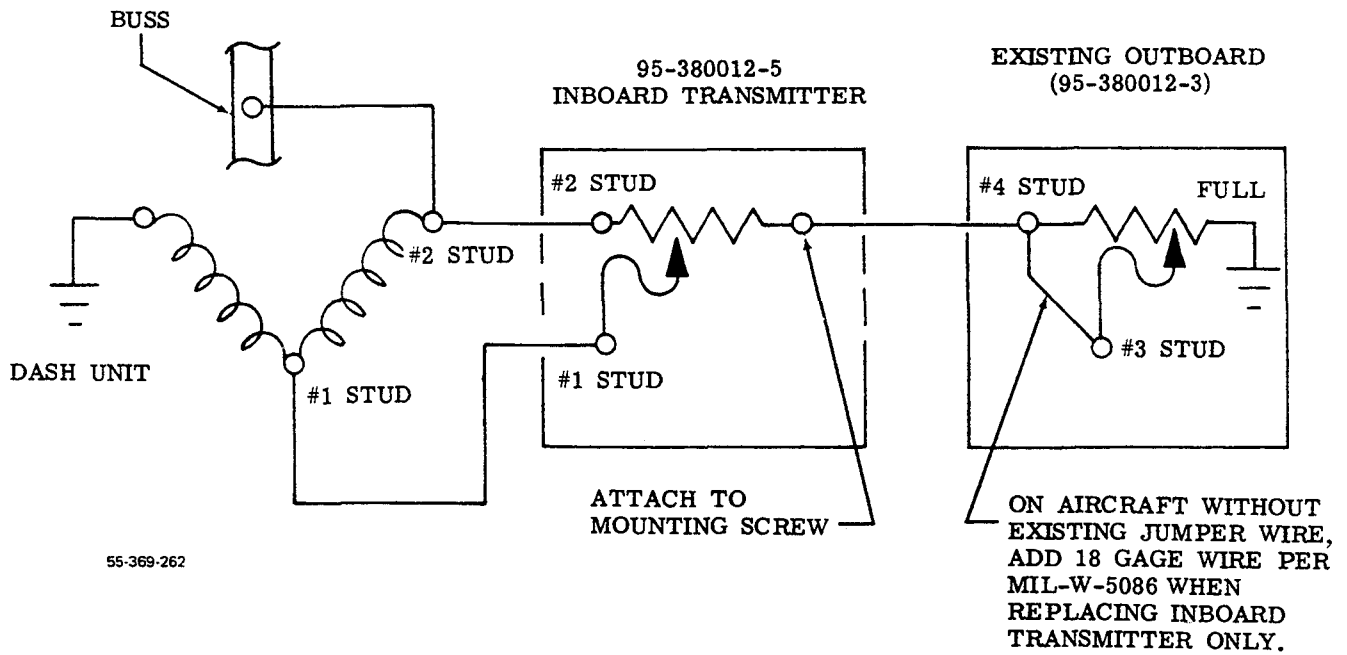 BUSS
95-380012-5
INBOARD TRANSMITTER
EXISTING OUTBOARD
(95-380012-3)
#2 STUD
#4 STUD
FULL
#2 STUD
#1 STUD
#3 STUD
DASH UNIT
#1 STUD
ATTACH TO
MOUNTING SCREW
ON AIRCRAFT WITHOUT
EXISTING JUMPER WIRE,
ADD 18 GAGE WIRE PER
MIL-W-5086 WHEN
REPLACING INBOARD
TRANSMITTER ONLY.
55-369-262